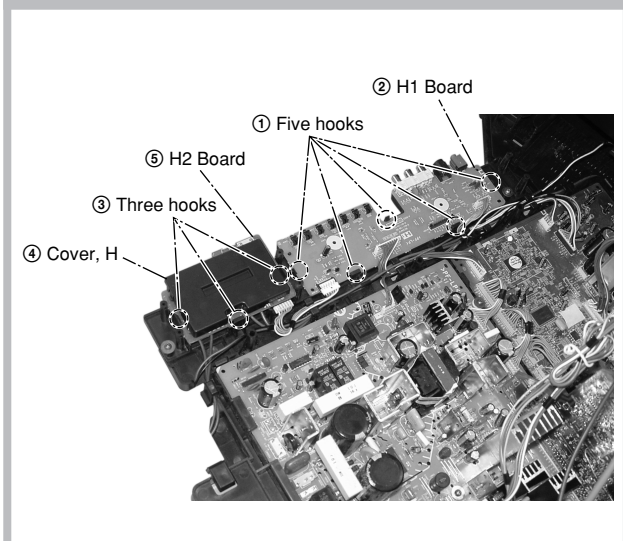 ② H1 Board
① Five hooks
⑤ H2 Board
③ Three hooks
④ Cover, H